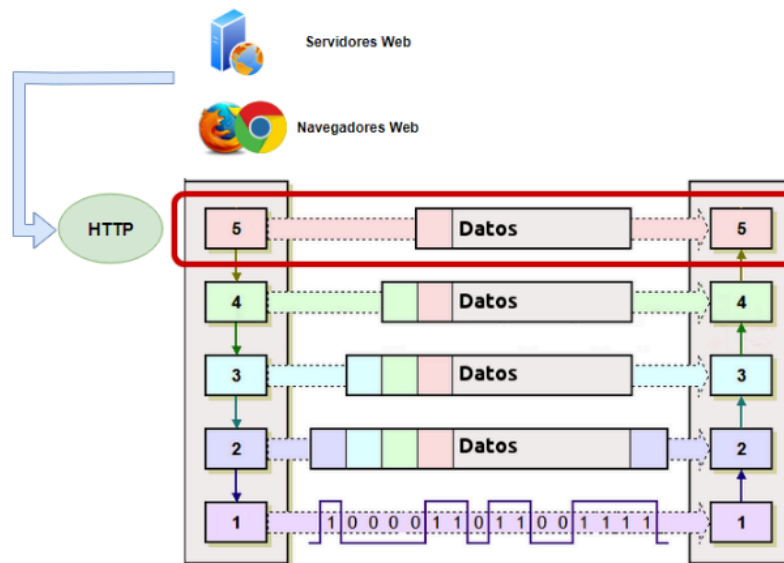 Servidores Web
Navegadores Web
HTTP
5 Datos 5
4 Datos 4
3 Datos 3
2 Datos 2
1 1 0 0 0 0 1 1 0 1 1 0 0 1 1 1 1 1